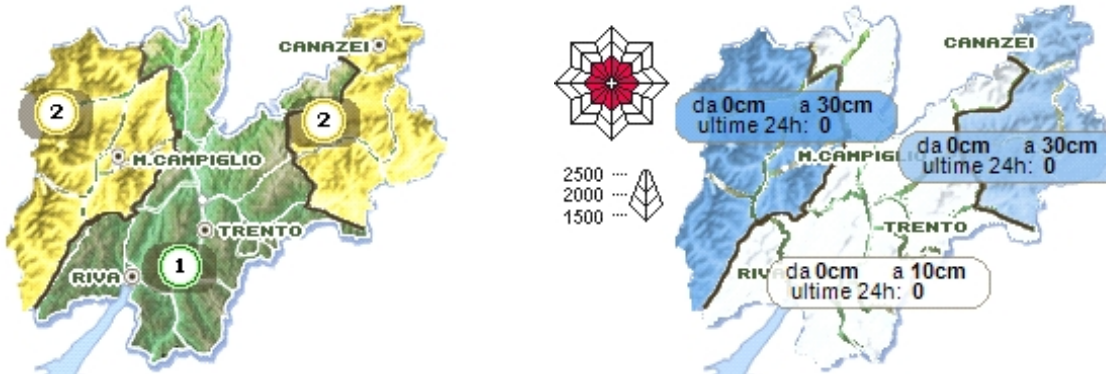 CANAZEI
2
2
M.CAMPIGLIO
TRENTO
1
RIVA
2500
2000
1500
CANAZEI
da 0cm a 30cm
ultime 24h: 0
da 0cm a 30cm
ultime 24h: 0
M.CAMPIGLIO
TRENTO
RIVA
da 0cm a 10cm
ultime 24h: 0